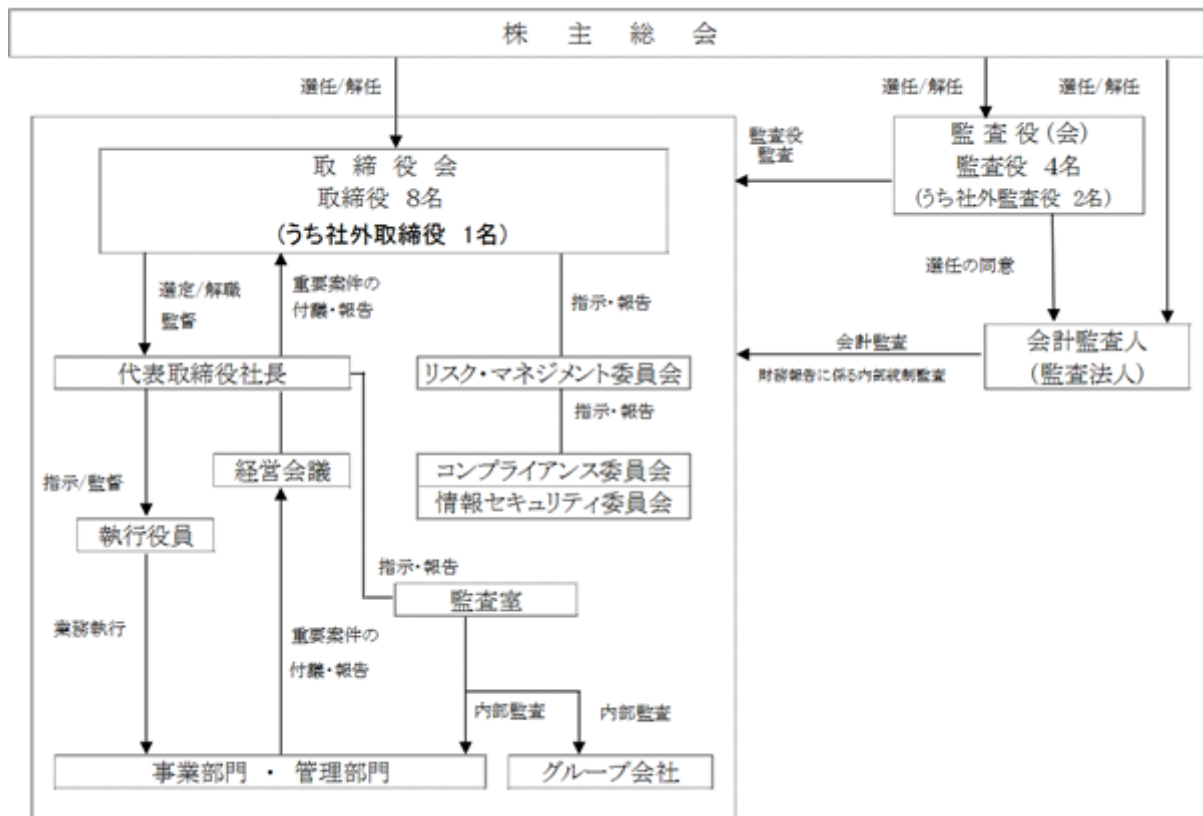 株 主 総 会
選任/解任
選任/解任
選任/解任
監 査 役 (会)
監査役 4名
(うち社外監査役 2名)
監査役
監査
取 締 役 会
取締役 8名
(うち社外取締役 1名)
選任の同意
選定/解職
監督
重要案件の
付議・報告
指示・報告
会計監査人
(監査法人)
会計監査
財務報告に係る内部統制監査
代表取締役社長
リスク・マネジメント委員会
指示・報告
経営会議
コンプライアンス委員会
情報セキュリティ委員会
指示/監督
執行役員
指示・報告
監査室
業務執行
重要案件の
付議・報告
内部監査
内部監査
事業部門 ・ 管理部門
グループ会社